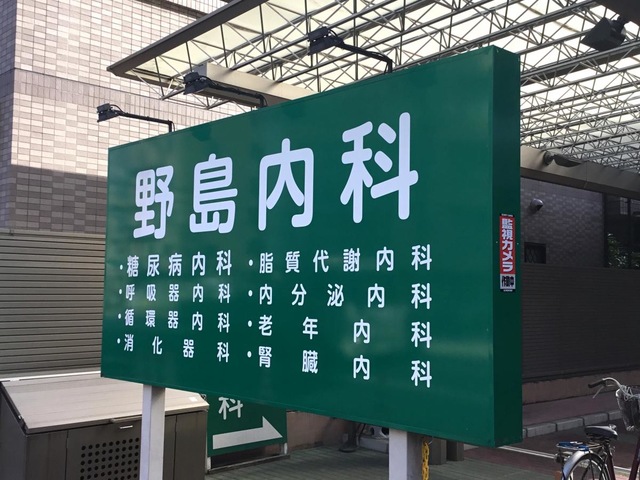 野島内科
・糖尿病内科
・呼吸器内科
・循環器内科
・消化器科
・脂質代謝内科
・内分泌内科
・老年内科
・腎臓内科
監視カメラ
科